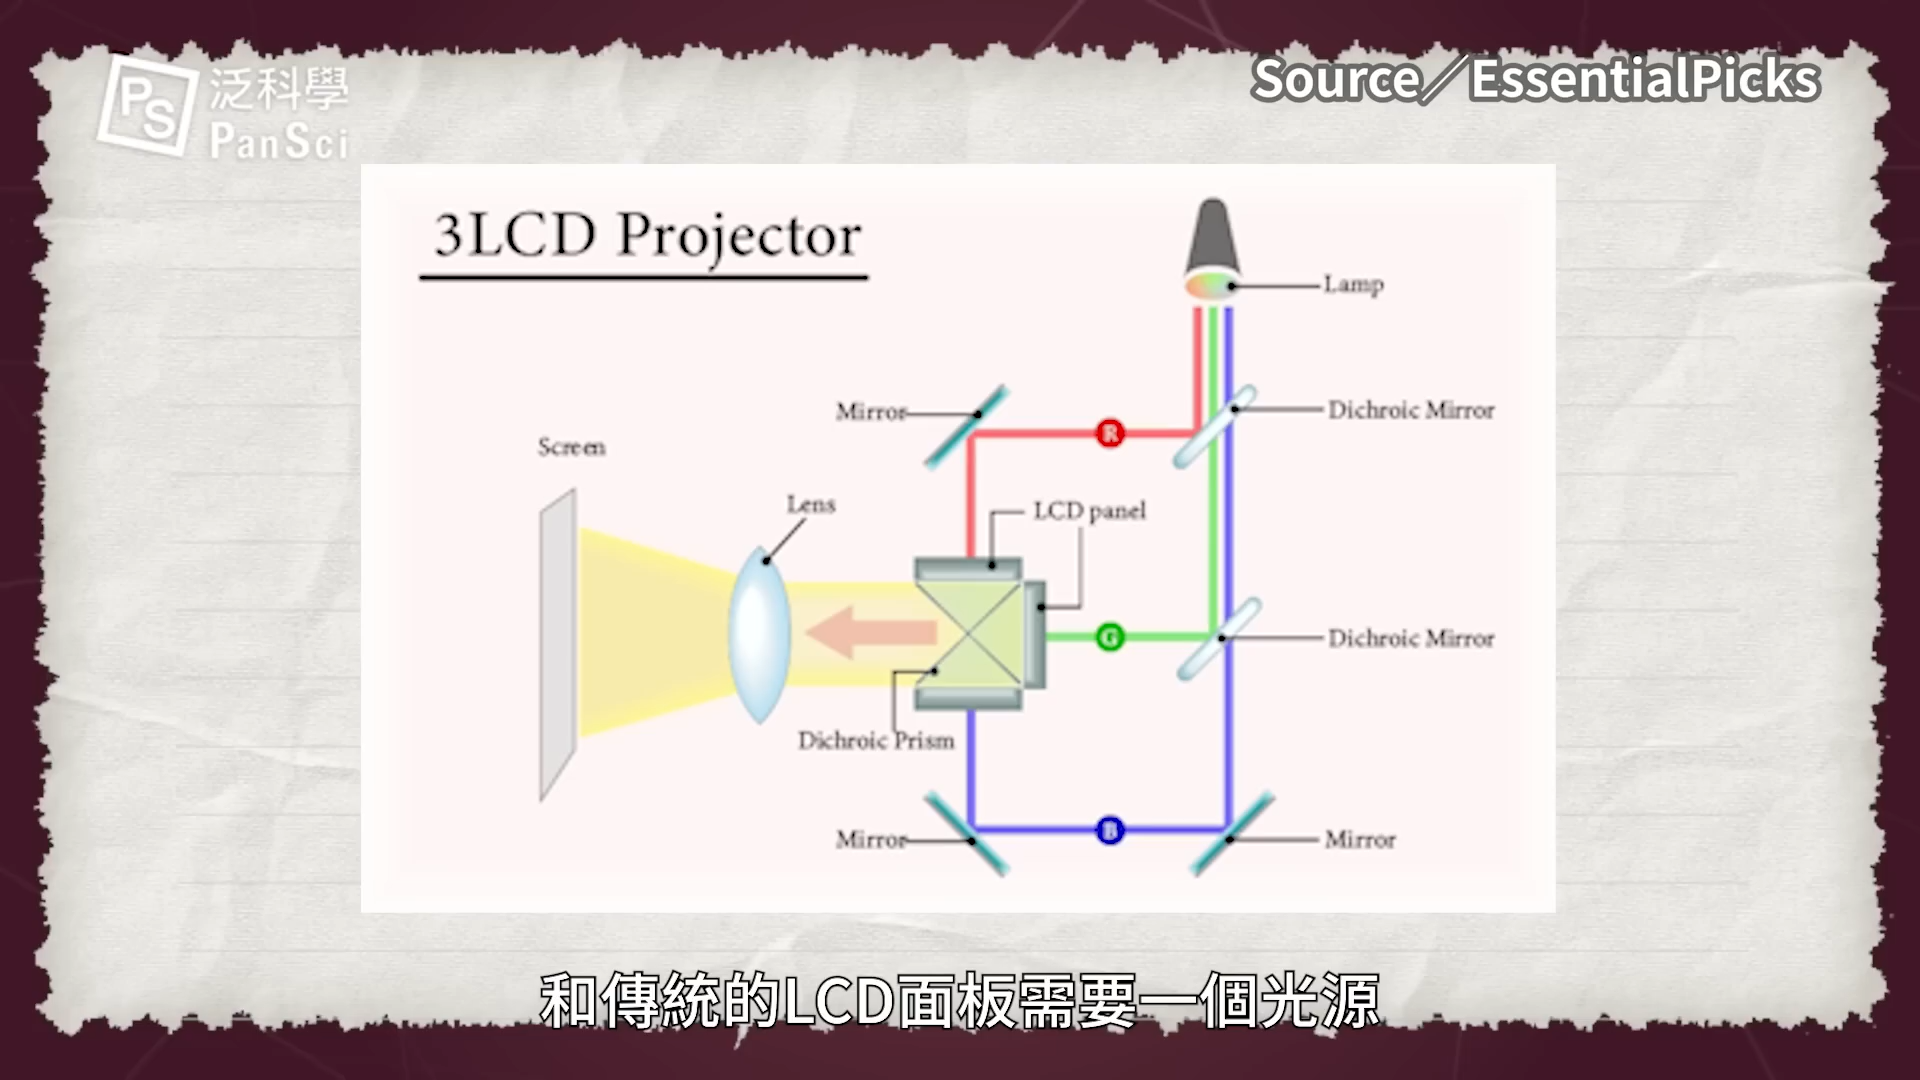 PS
泛科學
PanSci
Source／EssentialPicks
3LCD Projector
Lamp
Mirror
Dichroic Mirror
Screen
Lens
LCD panel
R
G
Dichroic Mirror
Dichroic Prism
Mirror
B
Mirror
和傳統的LCD面板需要一個光源